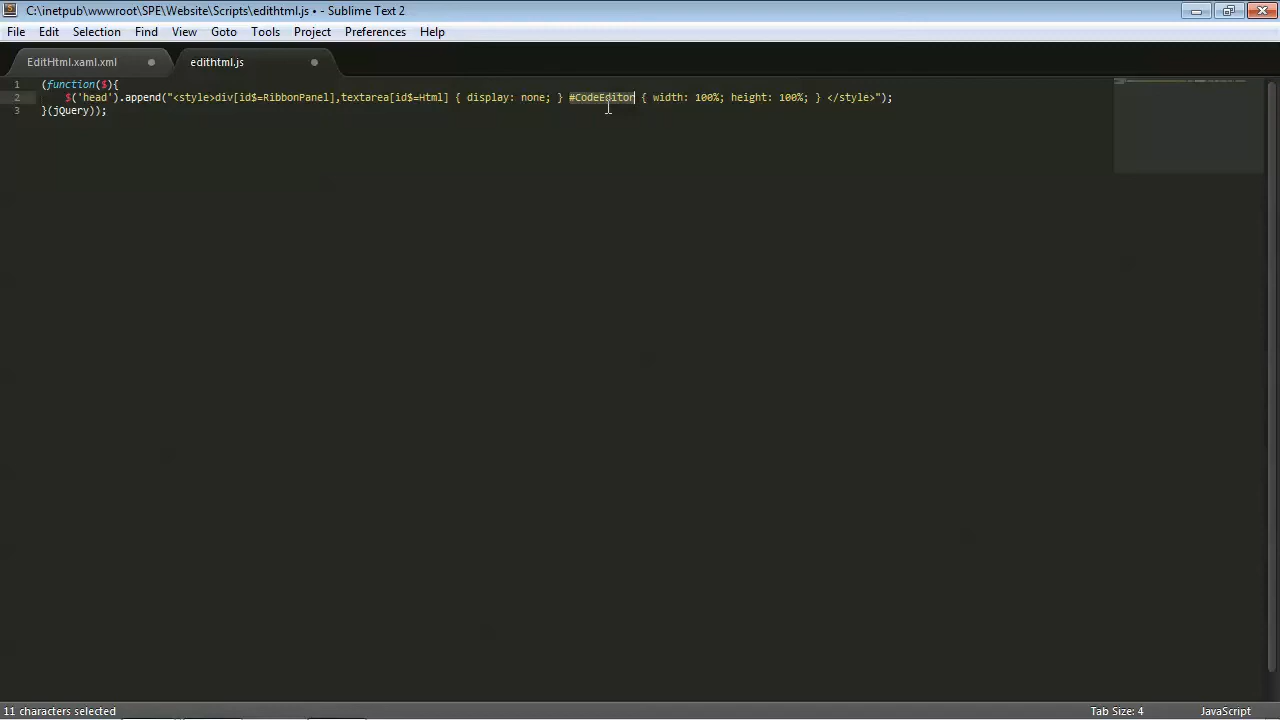 C:\inetpub\wwwroot\SPE\Website\Scripts\edithtml.js • - Sublime Text 2
File Edit Selection Find View Goto Tools Project Preferences Help
EditHtml.xaml.xml edithtml.js
1 (function($){
2 $('head').append("<style>div[id$=RibbonPanel],textarea[id$=Html] { display: none; } #CodeEditor { width: 100%; height: 100%; } </style>");
3 }(jQuery));
11 characters selected Tab Size: 4 JavaScript